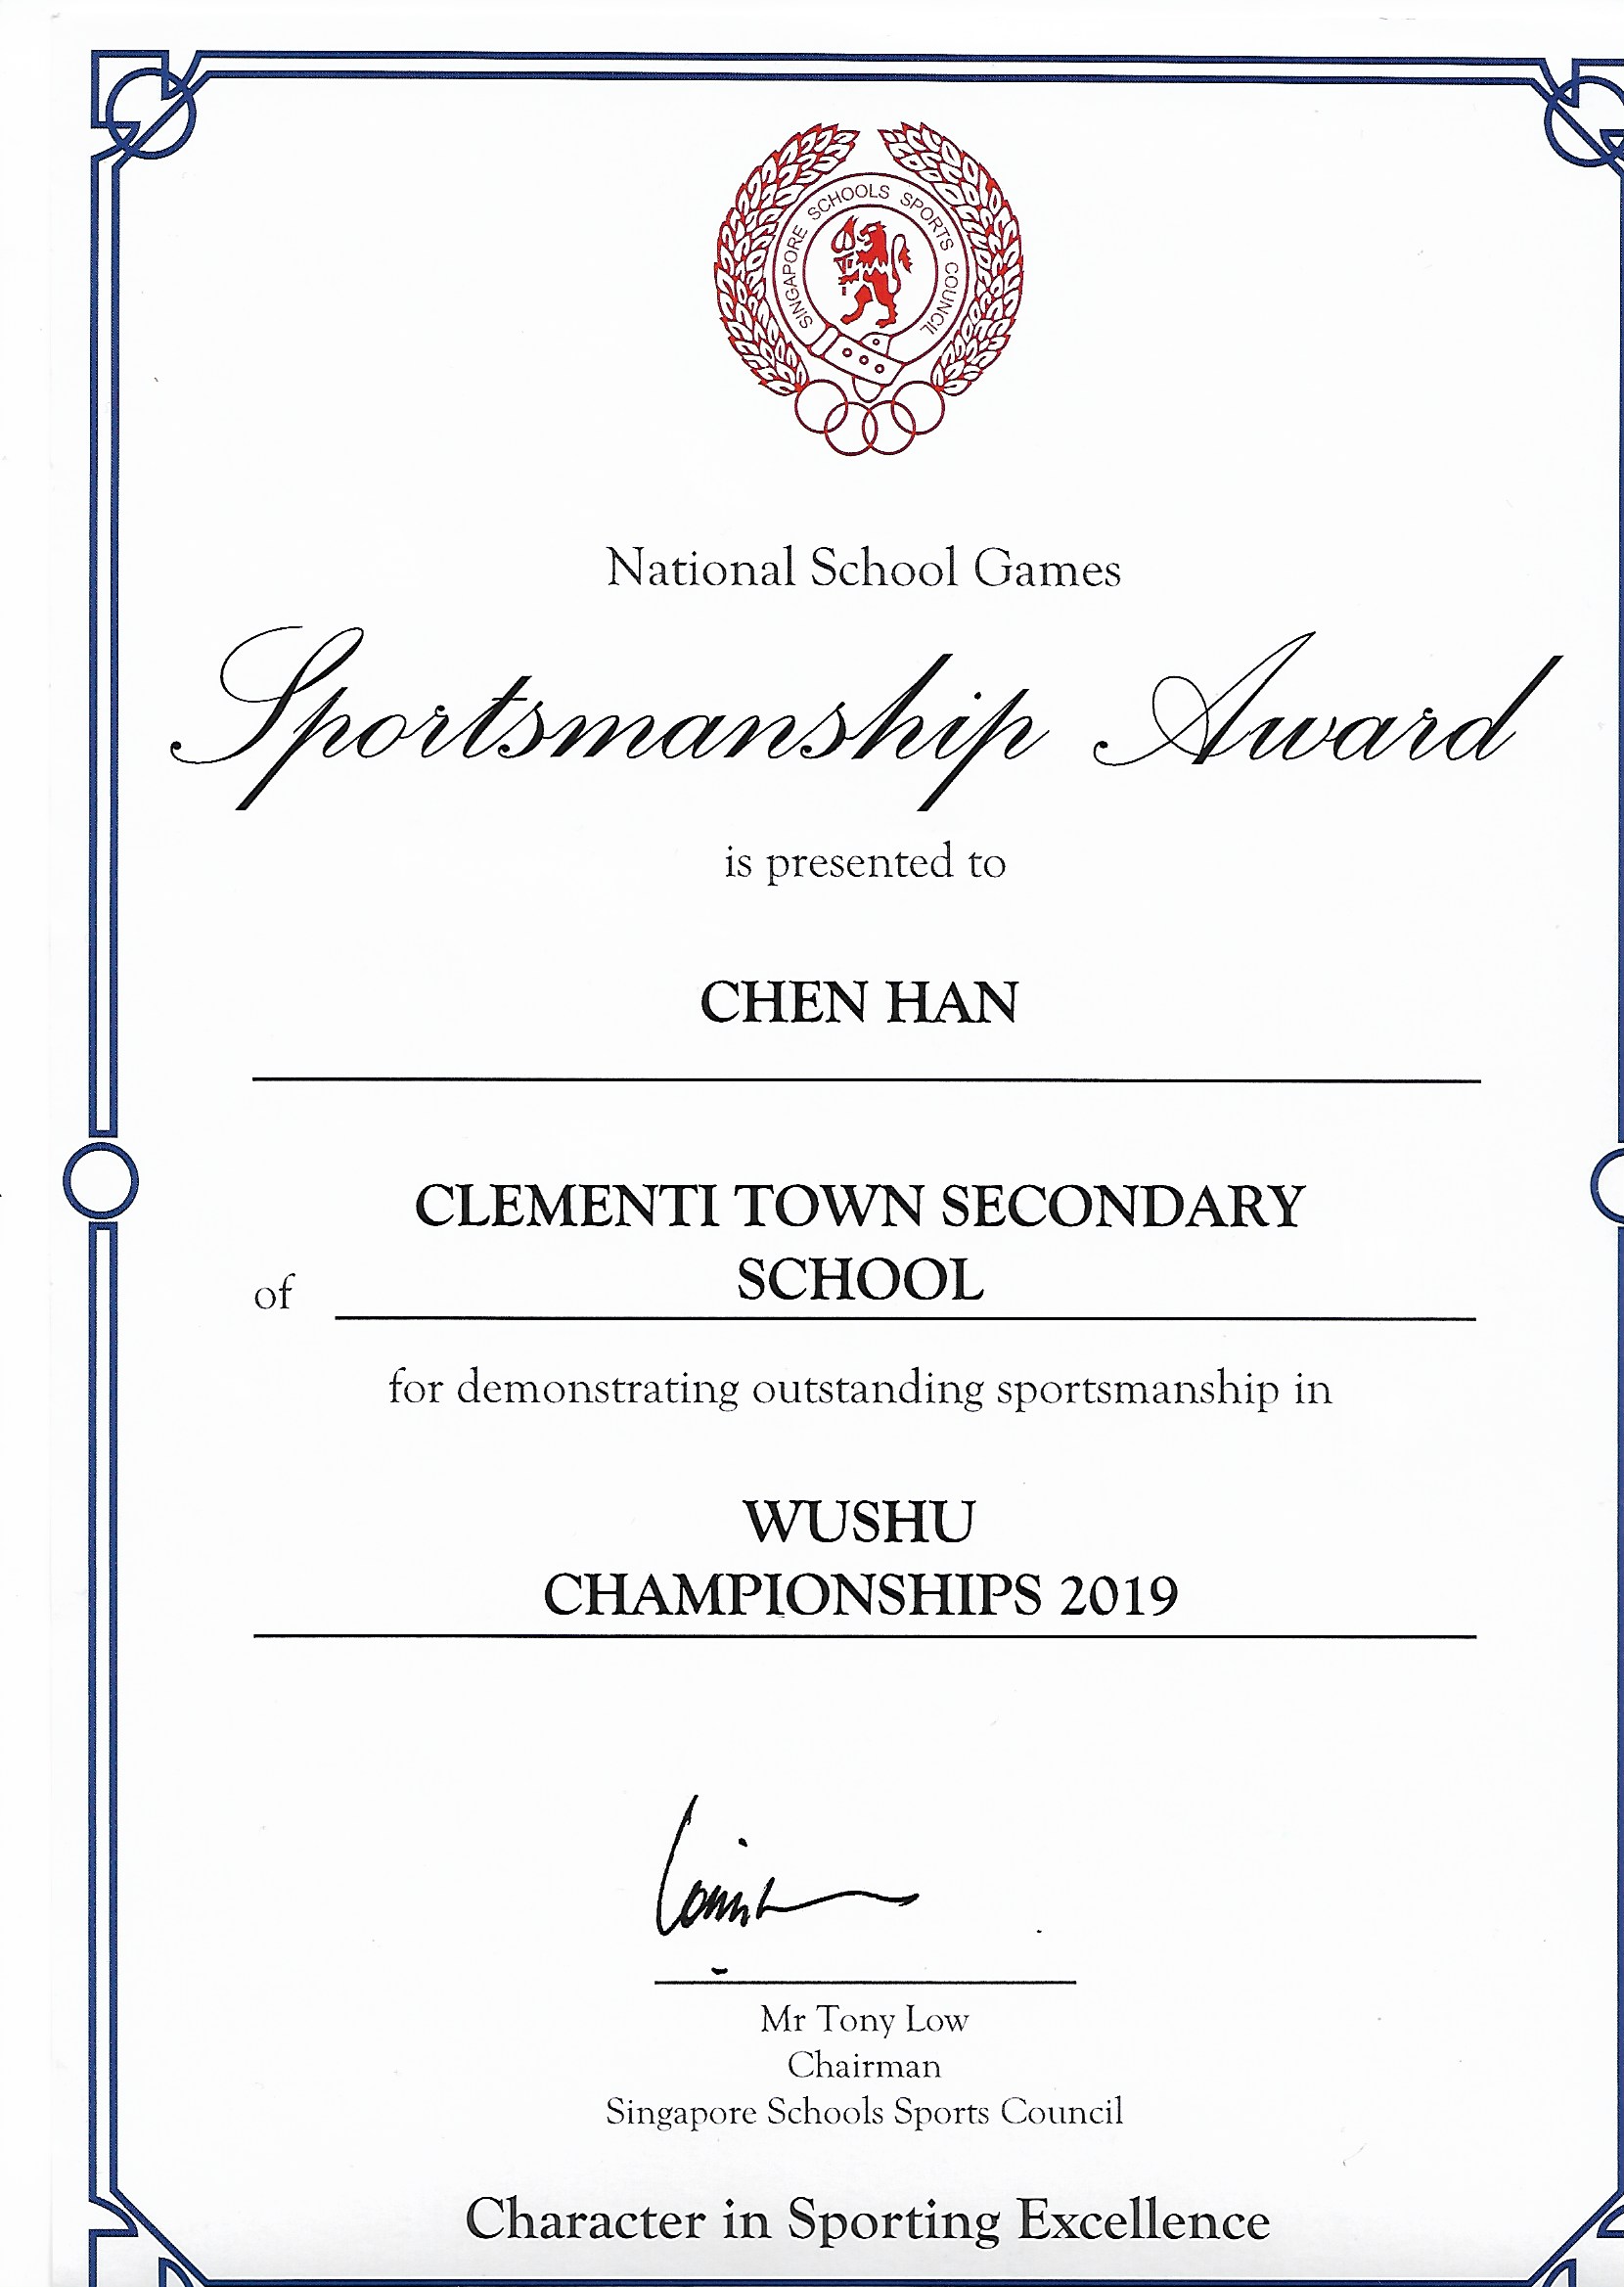 SINGAPORE SCHOOLS SPORTS COUNCIL
National School Games
Sportsmanship Award
is presented to
CHEN HAN
CLEMENTI TOWN SECONDARY
SCHOOL
of
for demonstrating outstanding sportsmanship in
WUSHU
CHAMPIONSHIPS 2019
Mr Tony Low
Chairman
Singapore Schools Sports Council
Character in Sporting Excellence